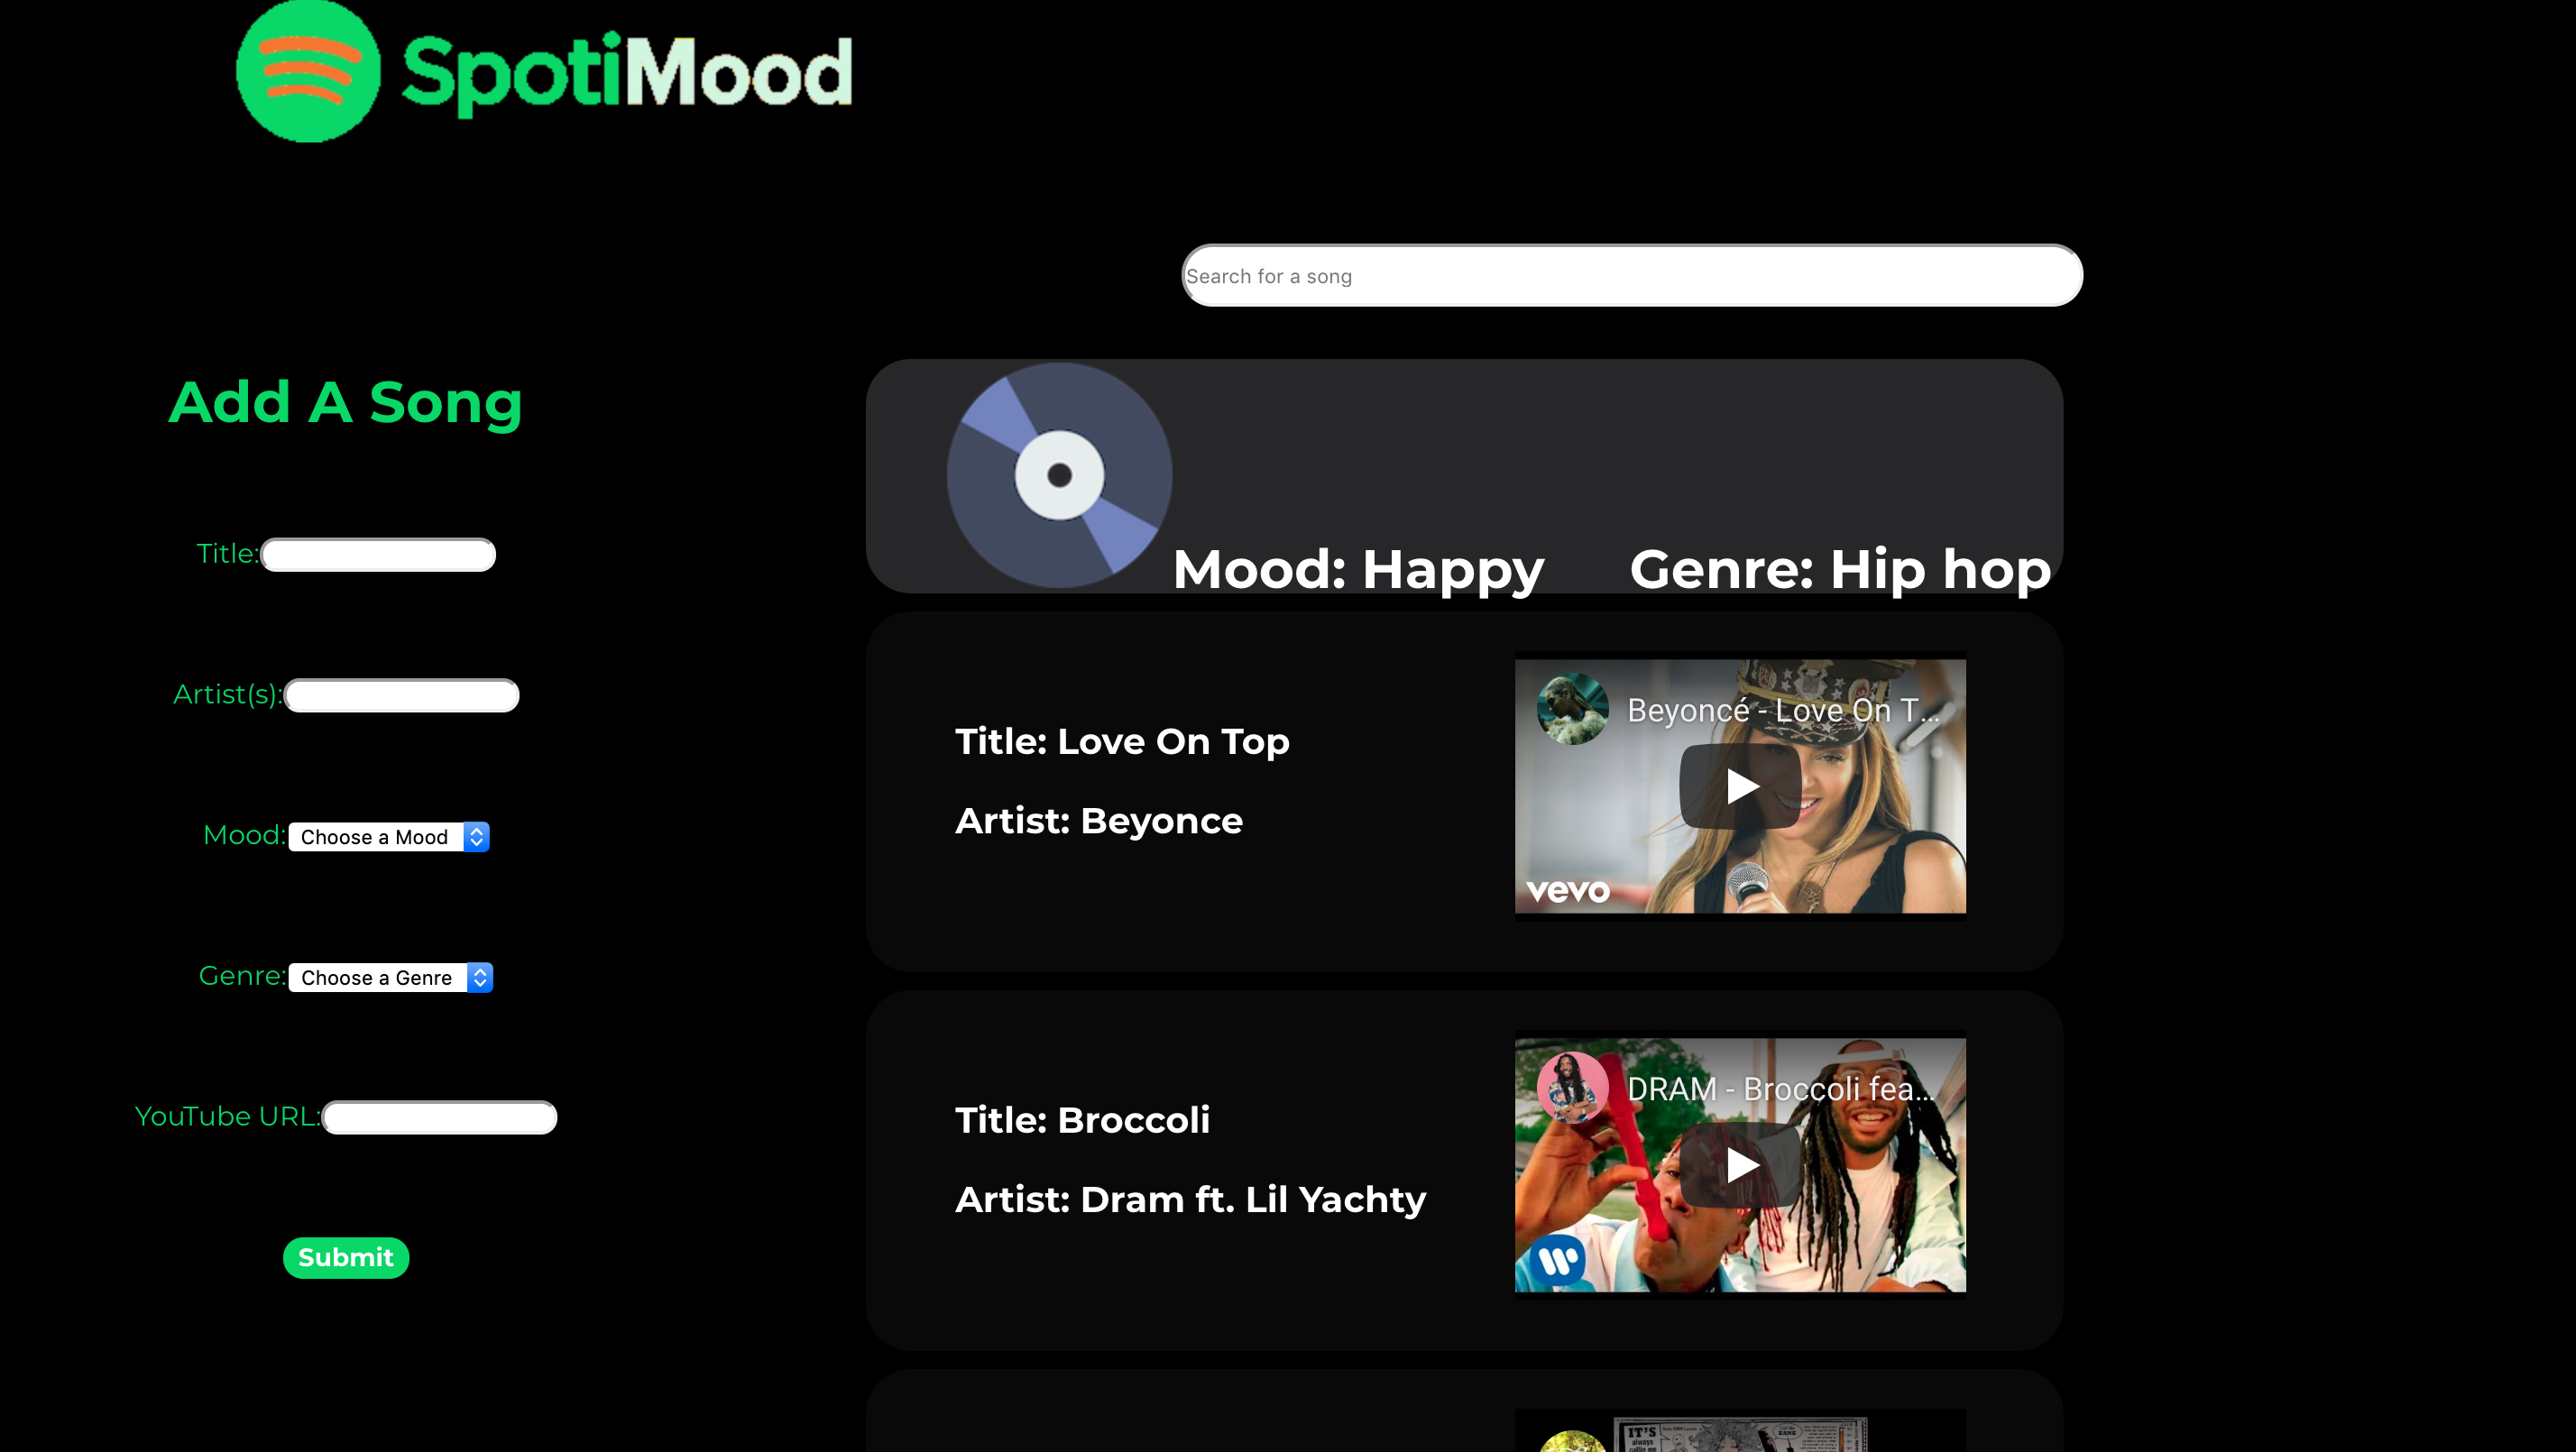 SpotiMood
Search for a song
Add A Song
Title:
Artist(s):
Mood: Choose a Mood
Genre: Choose a Genre
YouTube URL:
Submit
Mood: Happy Genre: Hip hop
Title: Love On Top
Artist: Beyonce
Beyoncé - Love On T...
vevo
Title: Broccoli
Artist: Dram ft. Lil Yachty
DRAM - Broccoli fea...
IT'S
always
ZANE